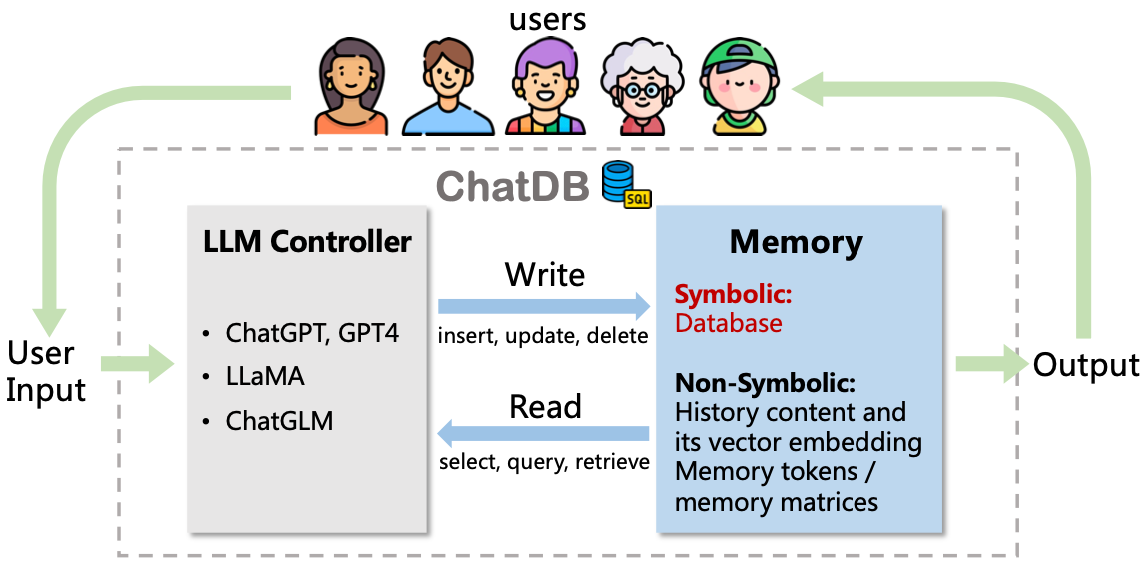 users
ChatDB
SQL
LLM Controller
• ChatGPT, GPT4
• LLaMA
• ChatGLM
Write
insert, update, delete
Read
select, query, retrieve
Memory
Symbolic:
Database
Non-Symbolic:
History content and
its vector embedding
Memory tokens /
memory matrices
User
Input
Output